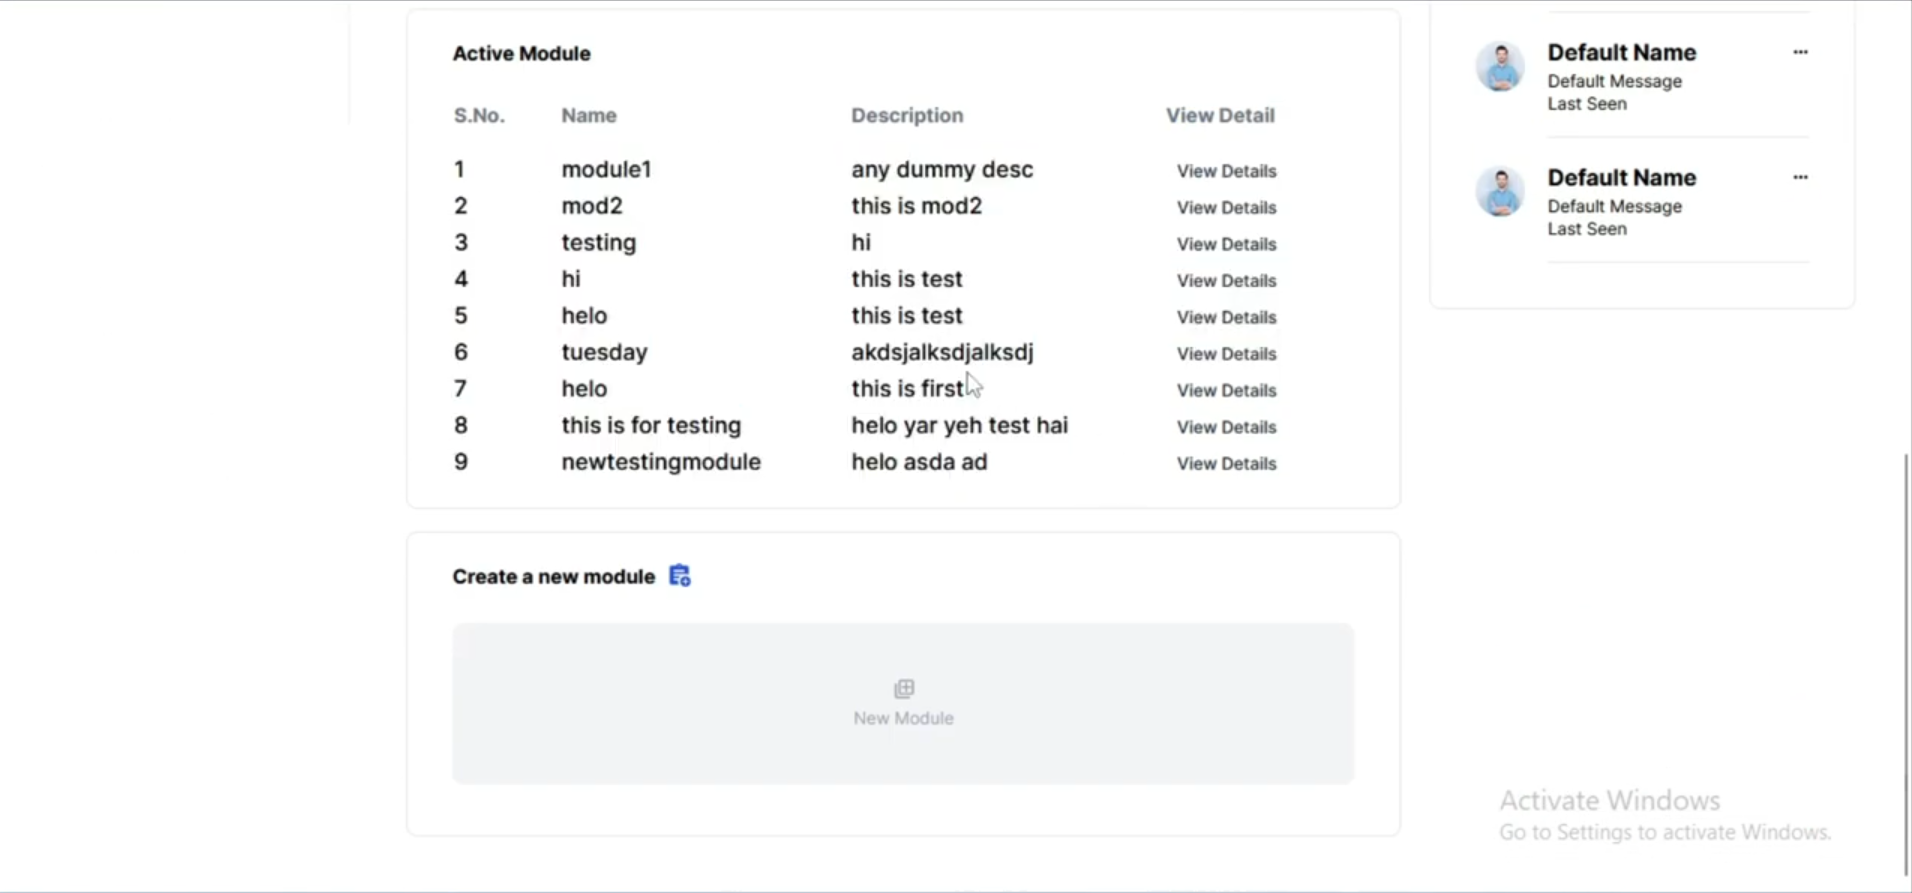 Active Module
S.No. Name Description View Detail
1 module1 any dummy desc View Details
2 mod2 this is mod2 View Details
3 testing hi View Details
4 hi this is test View Details
5 helo this is test View Details
6 tuesday akdsjalksdjalksdj View Details
7 helo this is first View Details
8 this is for testing helo yar yeh test hai View Details
9 newtestingmodule helo asda ad View Details
Create a new module
New Module
Default Name ...
Default Message
Last Seen
Default Name ...
Default Message
Last Seen
Activate Windows
Go to Settings to activate Windows.